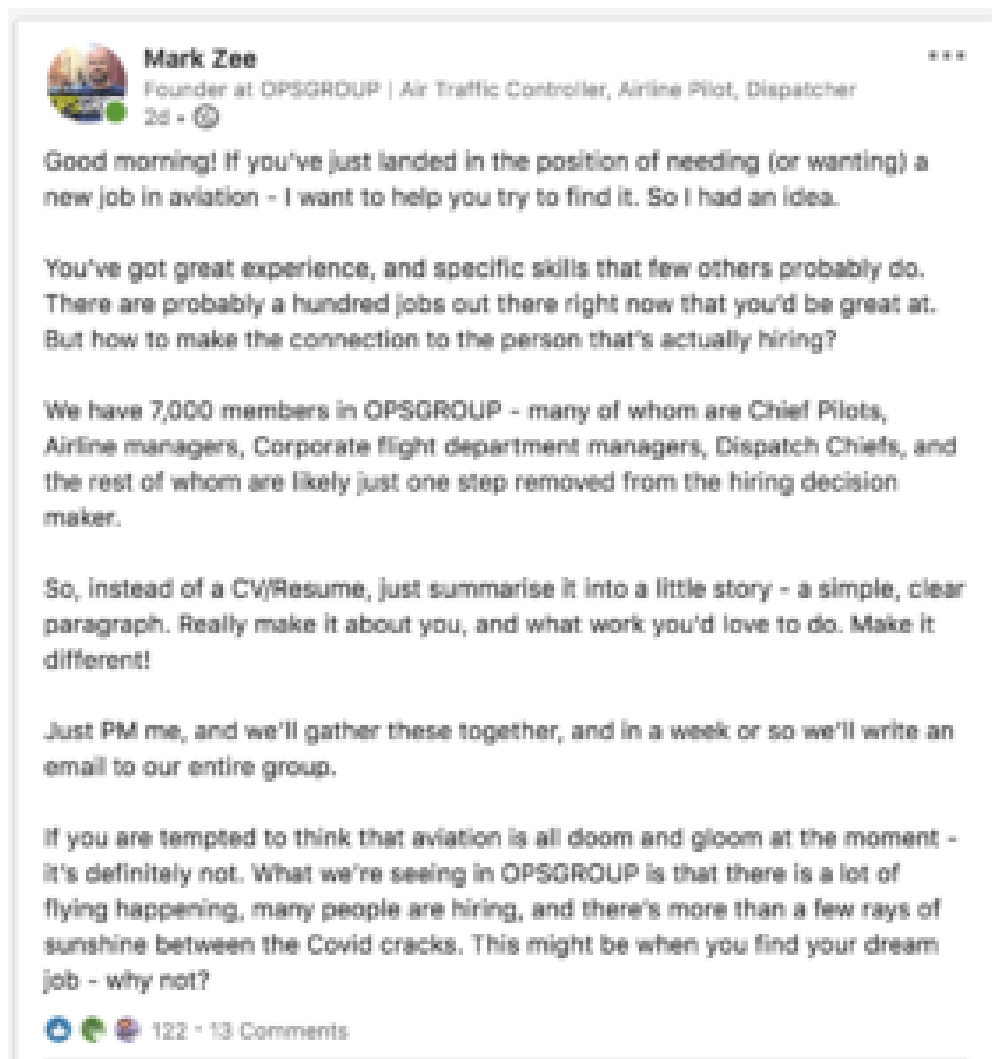 Mark Zee
Founder at OPSGROUP | Air Traffic Controller, Airline Pilot, Dispatcher
2d •
Good morning! If you've just landed in the position of needing (or wanting) a
new job in aviation - I want to help you try to find it. So I had an idea.
You've got great experience, and specific skills that few others probably do.
There are probably a hundred jobs out there right now that you'd be great at.
But how to make the connection to the person that's actually hiring?
We have 7,000 members in OPSGROUP - many of whom are Chief Pilots,
Airline managers, Corporate flight department managers, Dispatch Chiefs, and
the rest of whom are likely just one step removed from the hiring decision
maker.
So, instead of a CV/Resume, just summarise it into a little story - a simple, clear
paragraph. Really make it about you, and what work you'd love to do. Make it
different!
Just PM me, and we'll gather these together, and in a week or so we'll write an
email to our entire group.
If you are tempted to think that aviation is all doom and gloom at the moment -
it's definitely not. What we're seeing in OPSGROUP is that there is a lot of
flying happening, many people are hiring, and there's more than a few rays of
sunshine between the Covid cracks. This might be when you find your dream
job - why not?
122 · 13 Comments